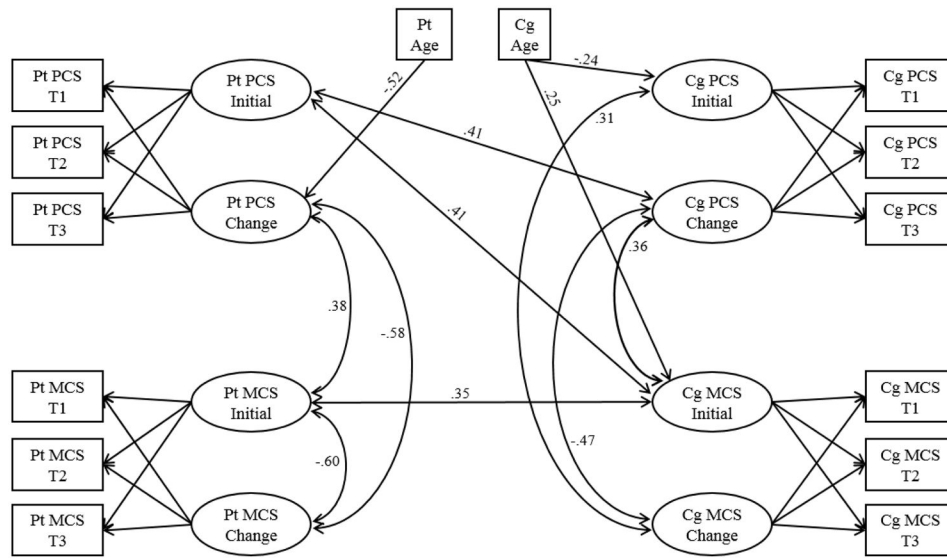 Pt
Age
Cg
Age
Pt PCS
T1
Pt PCS
T2
Pt PCS
T3
Pt PCS
Initial
Pt PCS
Change
-.52
-.24
.25
.31
.41
.41
.36
Cg PCS
Initial
Cg PCS
Change
Cg PCS
T1
Cg PCS
T2
Cg PCS
T3
.38
-.58
.35
-.60
-.47
Pt MCS
T1
Pt MCS
T2
Pt MCS
T3
Pt MCS
Initial
Pt MCS
Change
Cg MCS
Initial
Cg MCS
Change
Cg MCS
T1
Cg MCS
T2
Cg MCS
T3